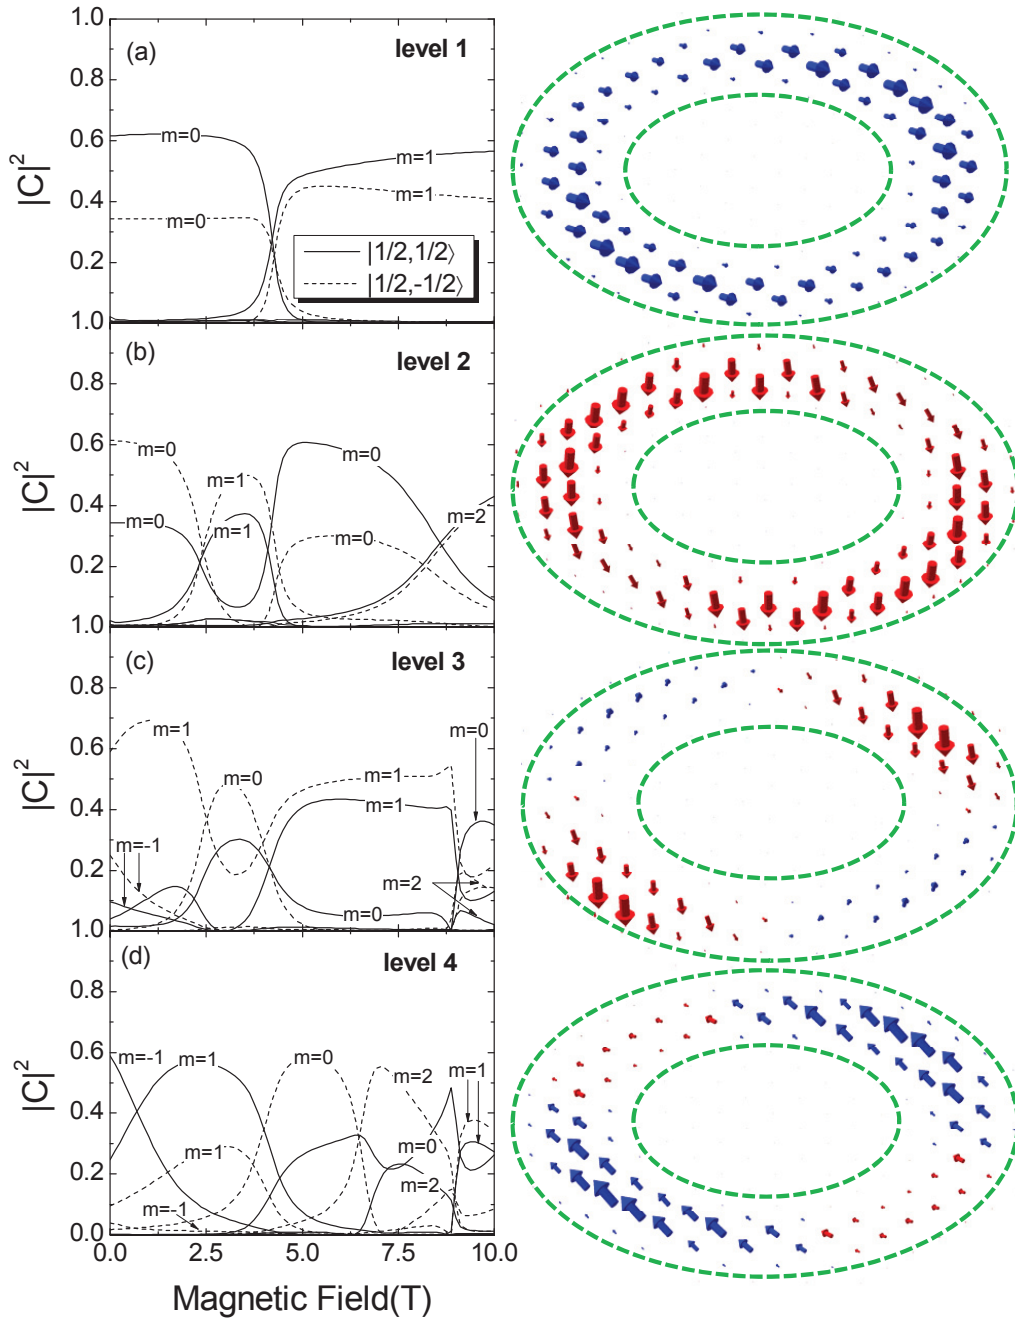 1.0
(a)
level 1
0.8
0.6
m=0
m=1
|C|²
0.4
m=1
m=0
0.2
|1/2,1/2⟩
|1/2,-1/2⟩
1.0
(b)
level 2
0.8
0.6
m=0
m=0
m=1
|C|²
0.4
m=0
m=1
m=0
m=2
0.2
1.0
(c)
level 3
0.8
m=1
m=0
0.6
m=0
m=1
|C|²
0.4
m=1
m=-1
0.2
m=2
m=0
1.0
(d)
level 4
0.8
0.6
m=-1
m=1
m=0
m=2
m=1
|C|²
0.4
m=1
m=0
0.2
m=-1
m=2
0.0
0.0
2.5
5.0
7.5
10.0
Magnetic Field(T)